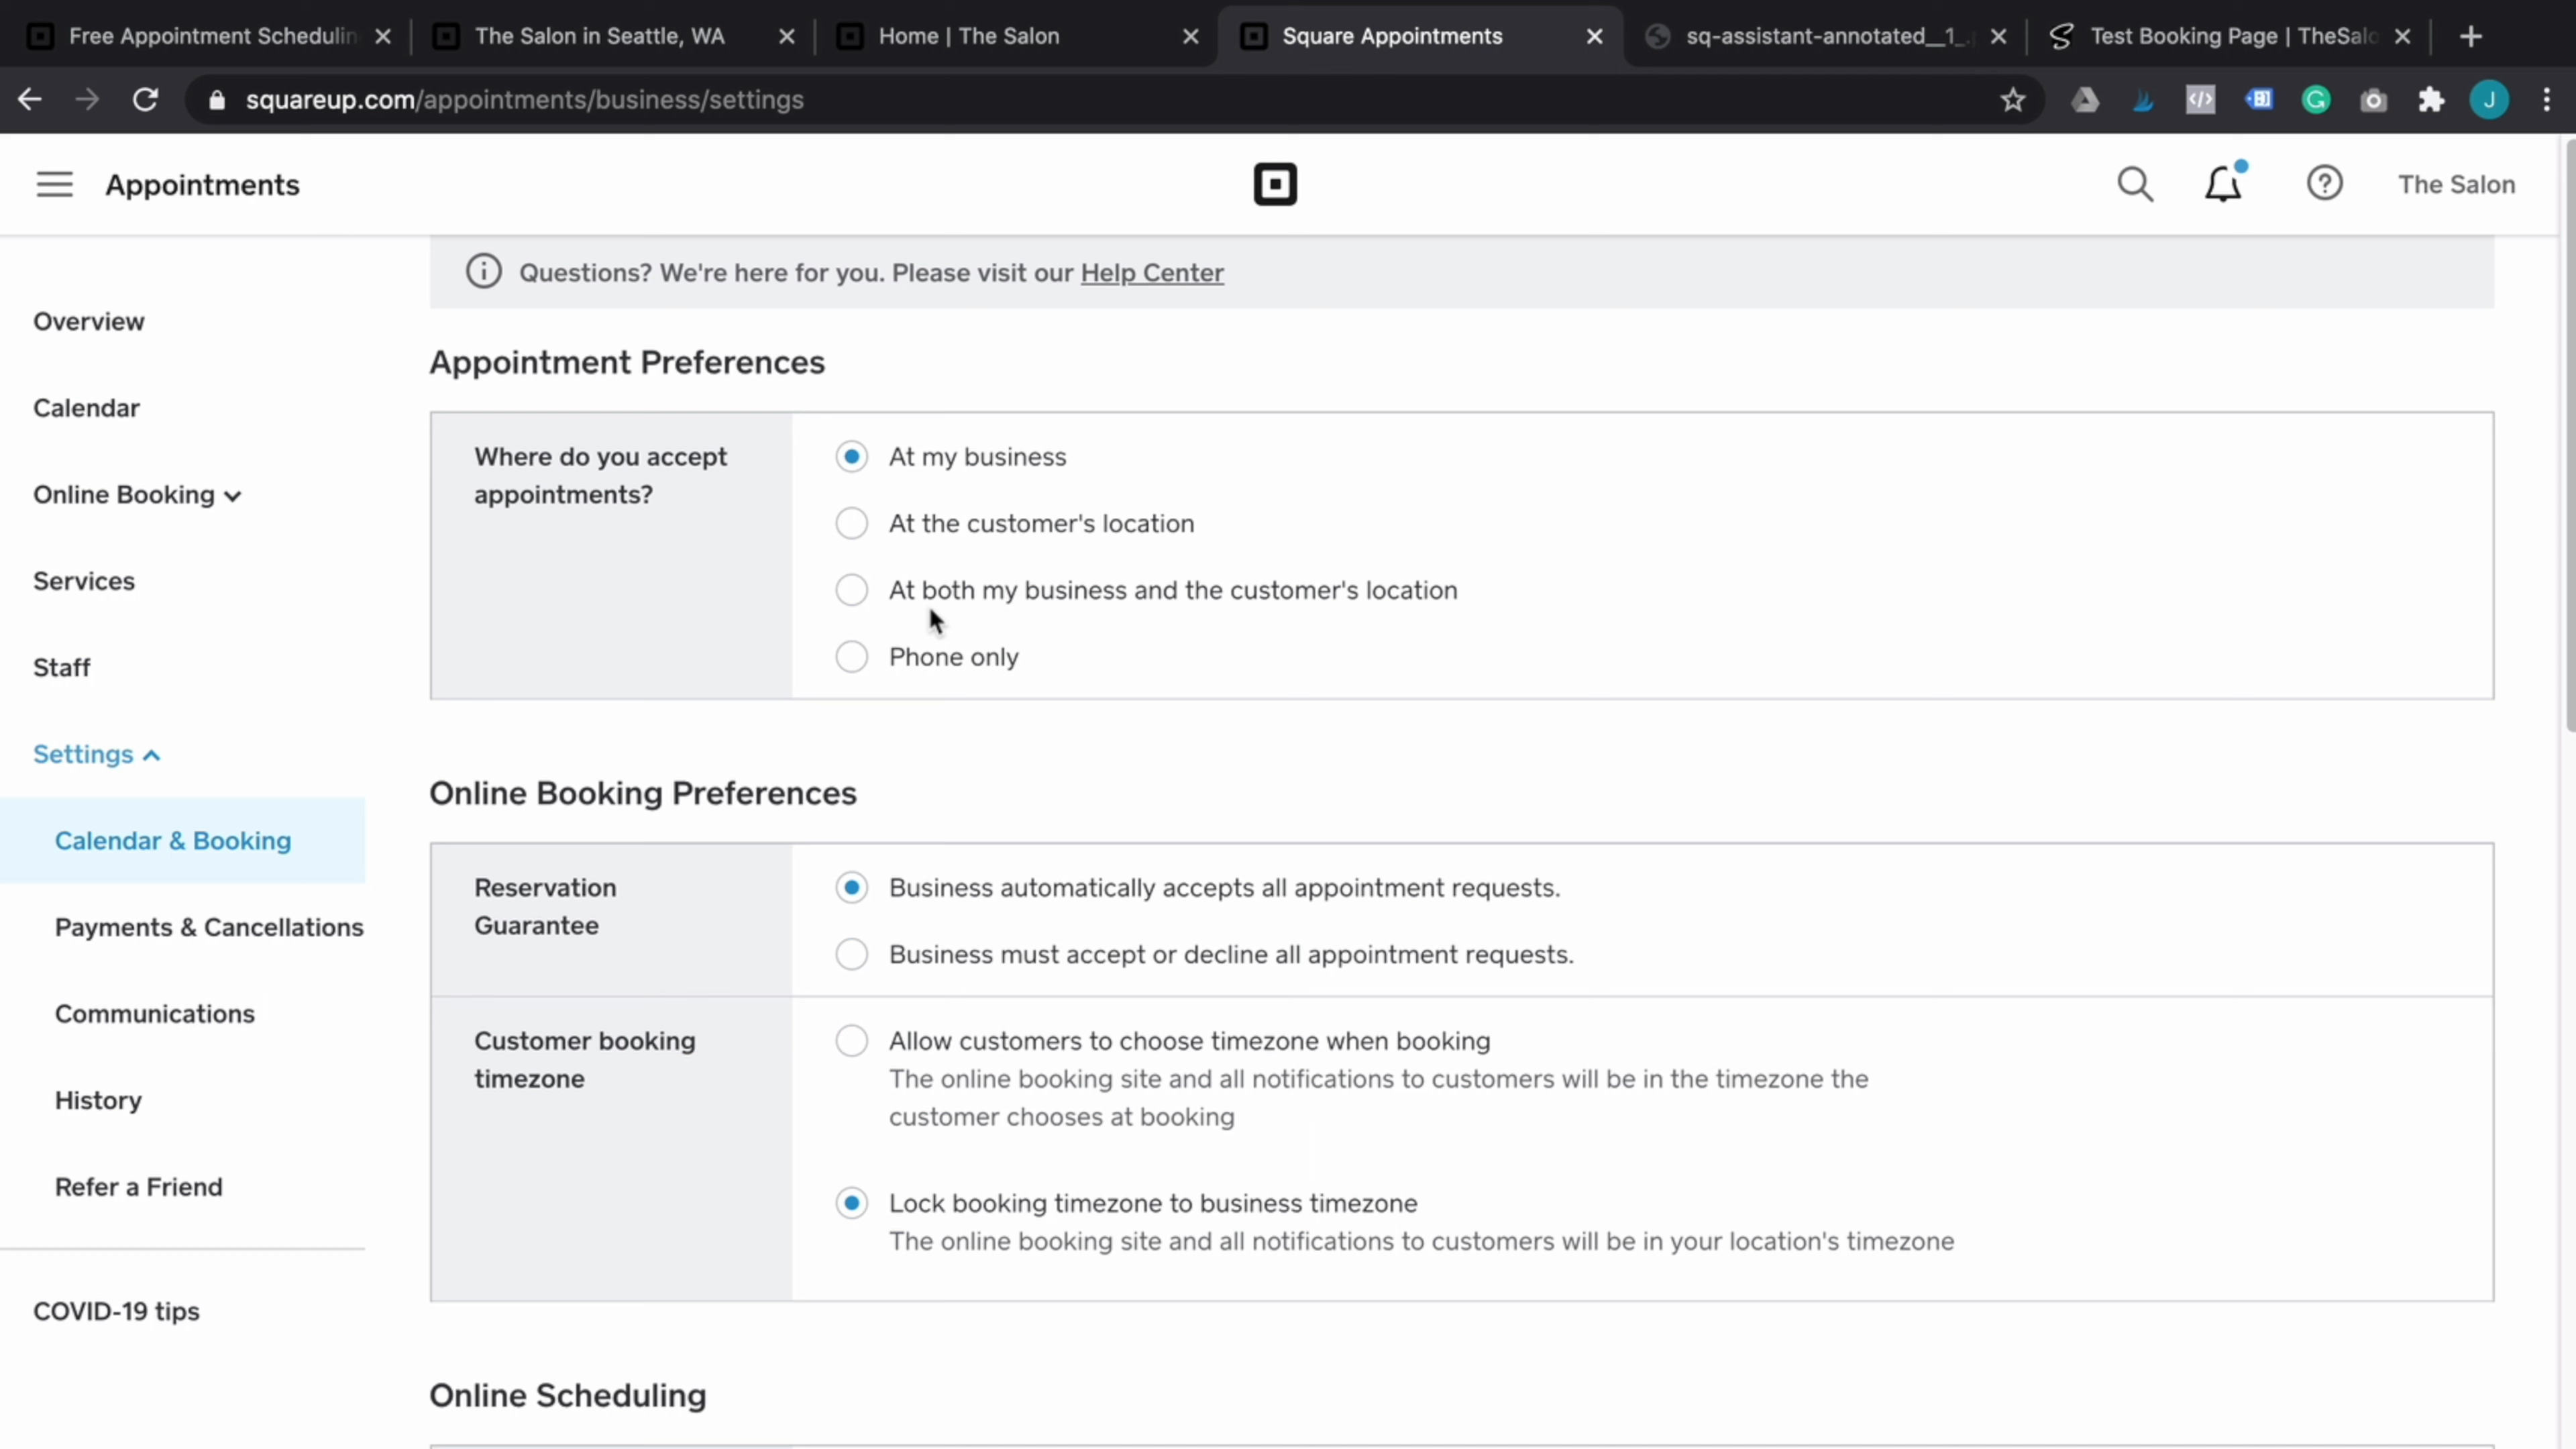 Free Appointment Schedulin
The Salon in Seattle, WA
Home | The Salon
Square Appointments
sq-assistant-annotated__1_.
Test Booking Page | TheSalo
squareup.com/appointments/business/settings
J
Appointments
The Salon
Questions? We're here for you. Please visit our Help Center
Overview
Calendar
Online Booking
Services
Staff
Settings
Calendar & Booking
Payments & Cancellations
Communications
History
Refer a Friend
COVID-19 tips
Appointment Preferences
Where do you accept
appointments?
At my business
At the customer's location
At both my business and the customer's location
Phone only
Online Booking Preferences
Reservation
Guarantee
Business automatically accepts all appointment requests.
Business must accept or decline all appointment requests.
Customer booking
timezone
Allow customers to choose timezone when booking
The online booking site and all notifications to customers will be in the timezone the
customer chooses at booking
Lock booking timezone to business timezone
The online booking site and all notifications to customers will be in your location's timezone
Online Scheduling